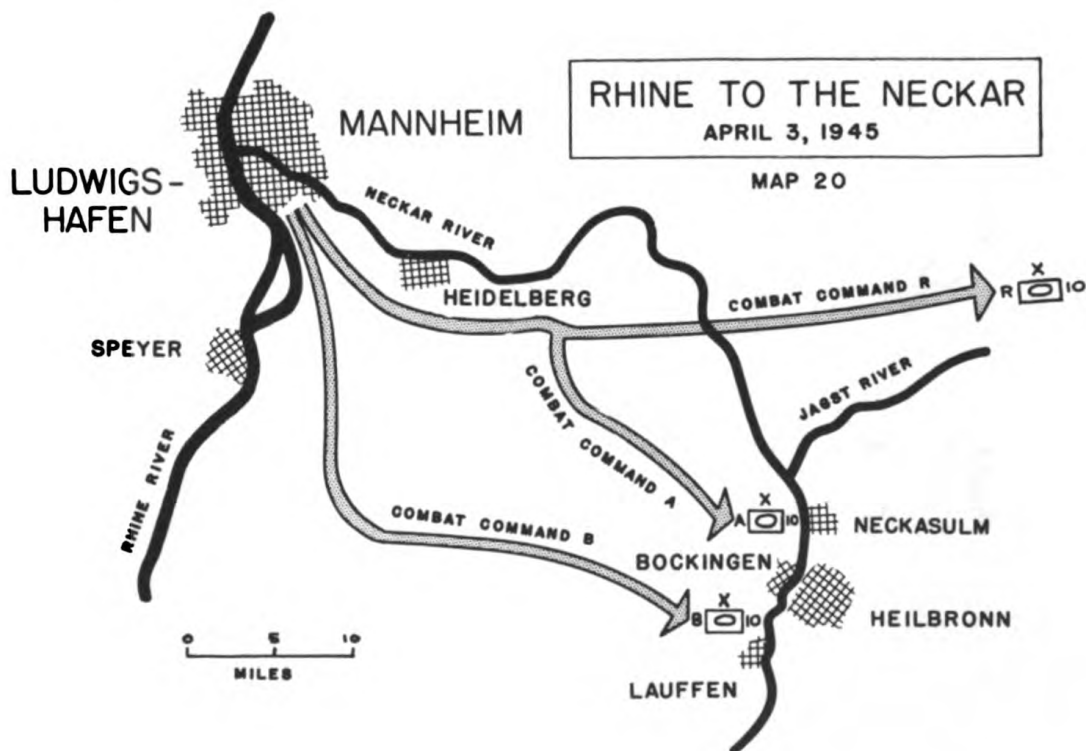 RHINE TO THE NECKAR
APRIL 3, 1945
MAP 20
MANNHEIM
LUDWIGS-
HAFEN
NECKAR RIVER
HEIDELBERG
COMBAT COMMAND R
R
X
10
SPEYER
COMBAT COMMAND A
JAGST RIVER
RHINE RIVER
COMBAT COMMAND B
A
X
10
NECKASULM
BOCKINGEN
B
X
10
HEILBRONN
LAUFFEN
0 5 10
MILES